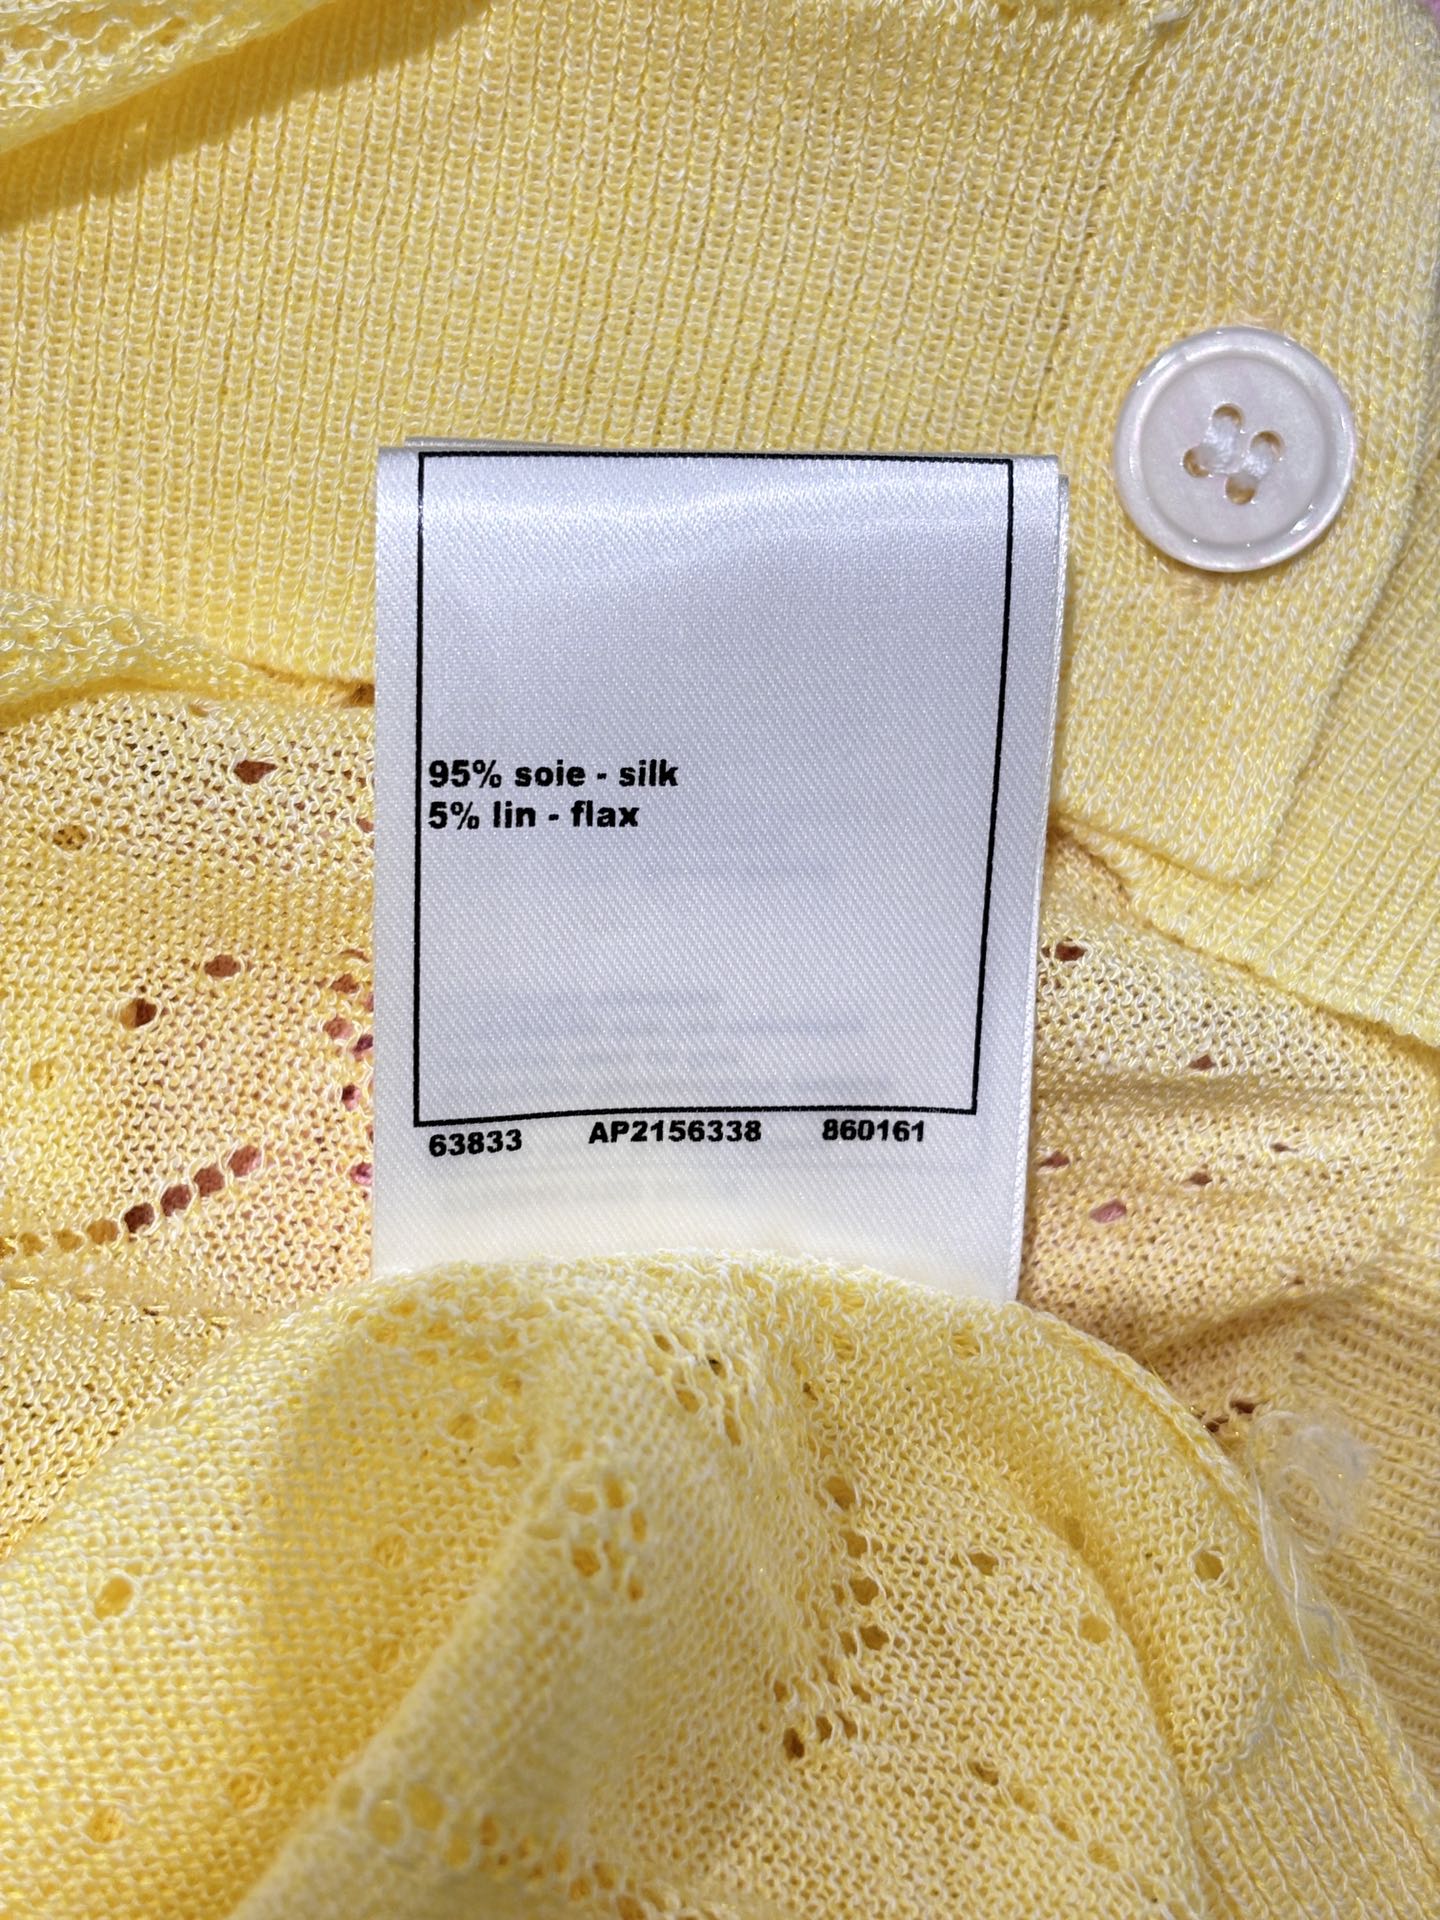 95% soie - silk
5% lin - flax
63833 AP2156338 860161